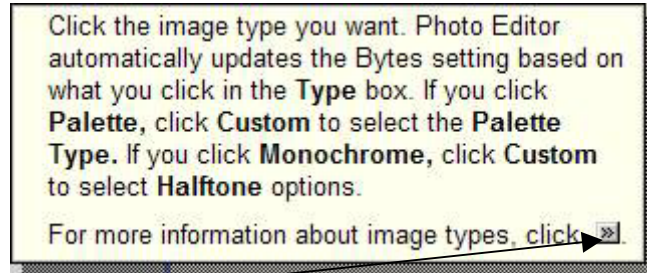 Click the image type you want. Photo Editor
automatically updates the Bytes setting based on
what you click in the Type box. If you click
Palette, click Custom to select the Palette
Type. If you click Monochrome, click Custom
to select Halftone options.
For more information about image types, click ».